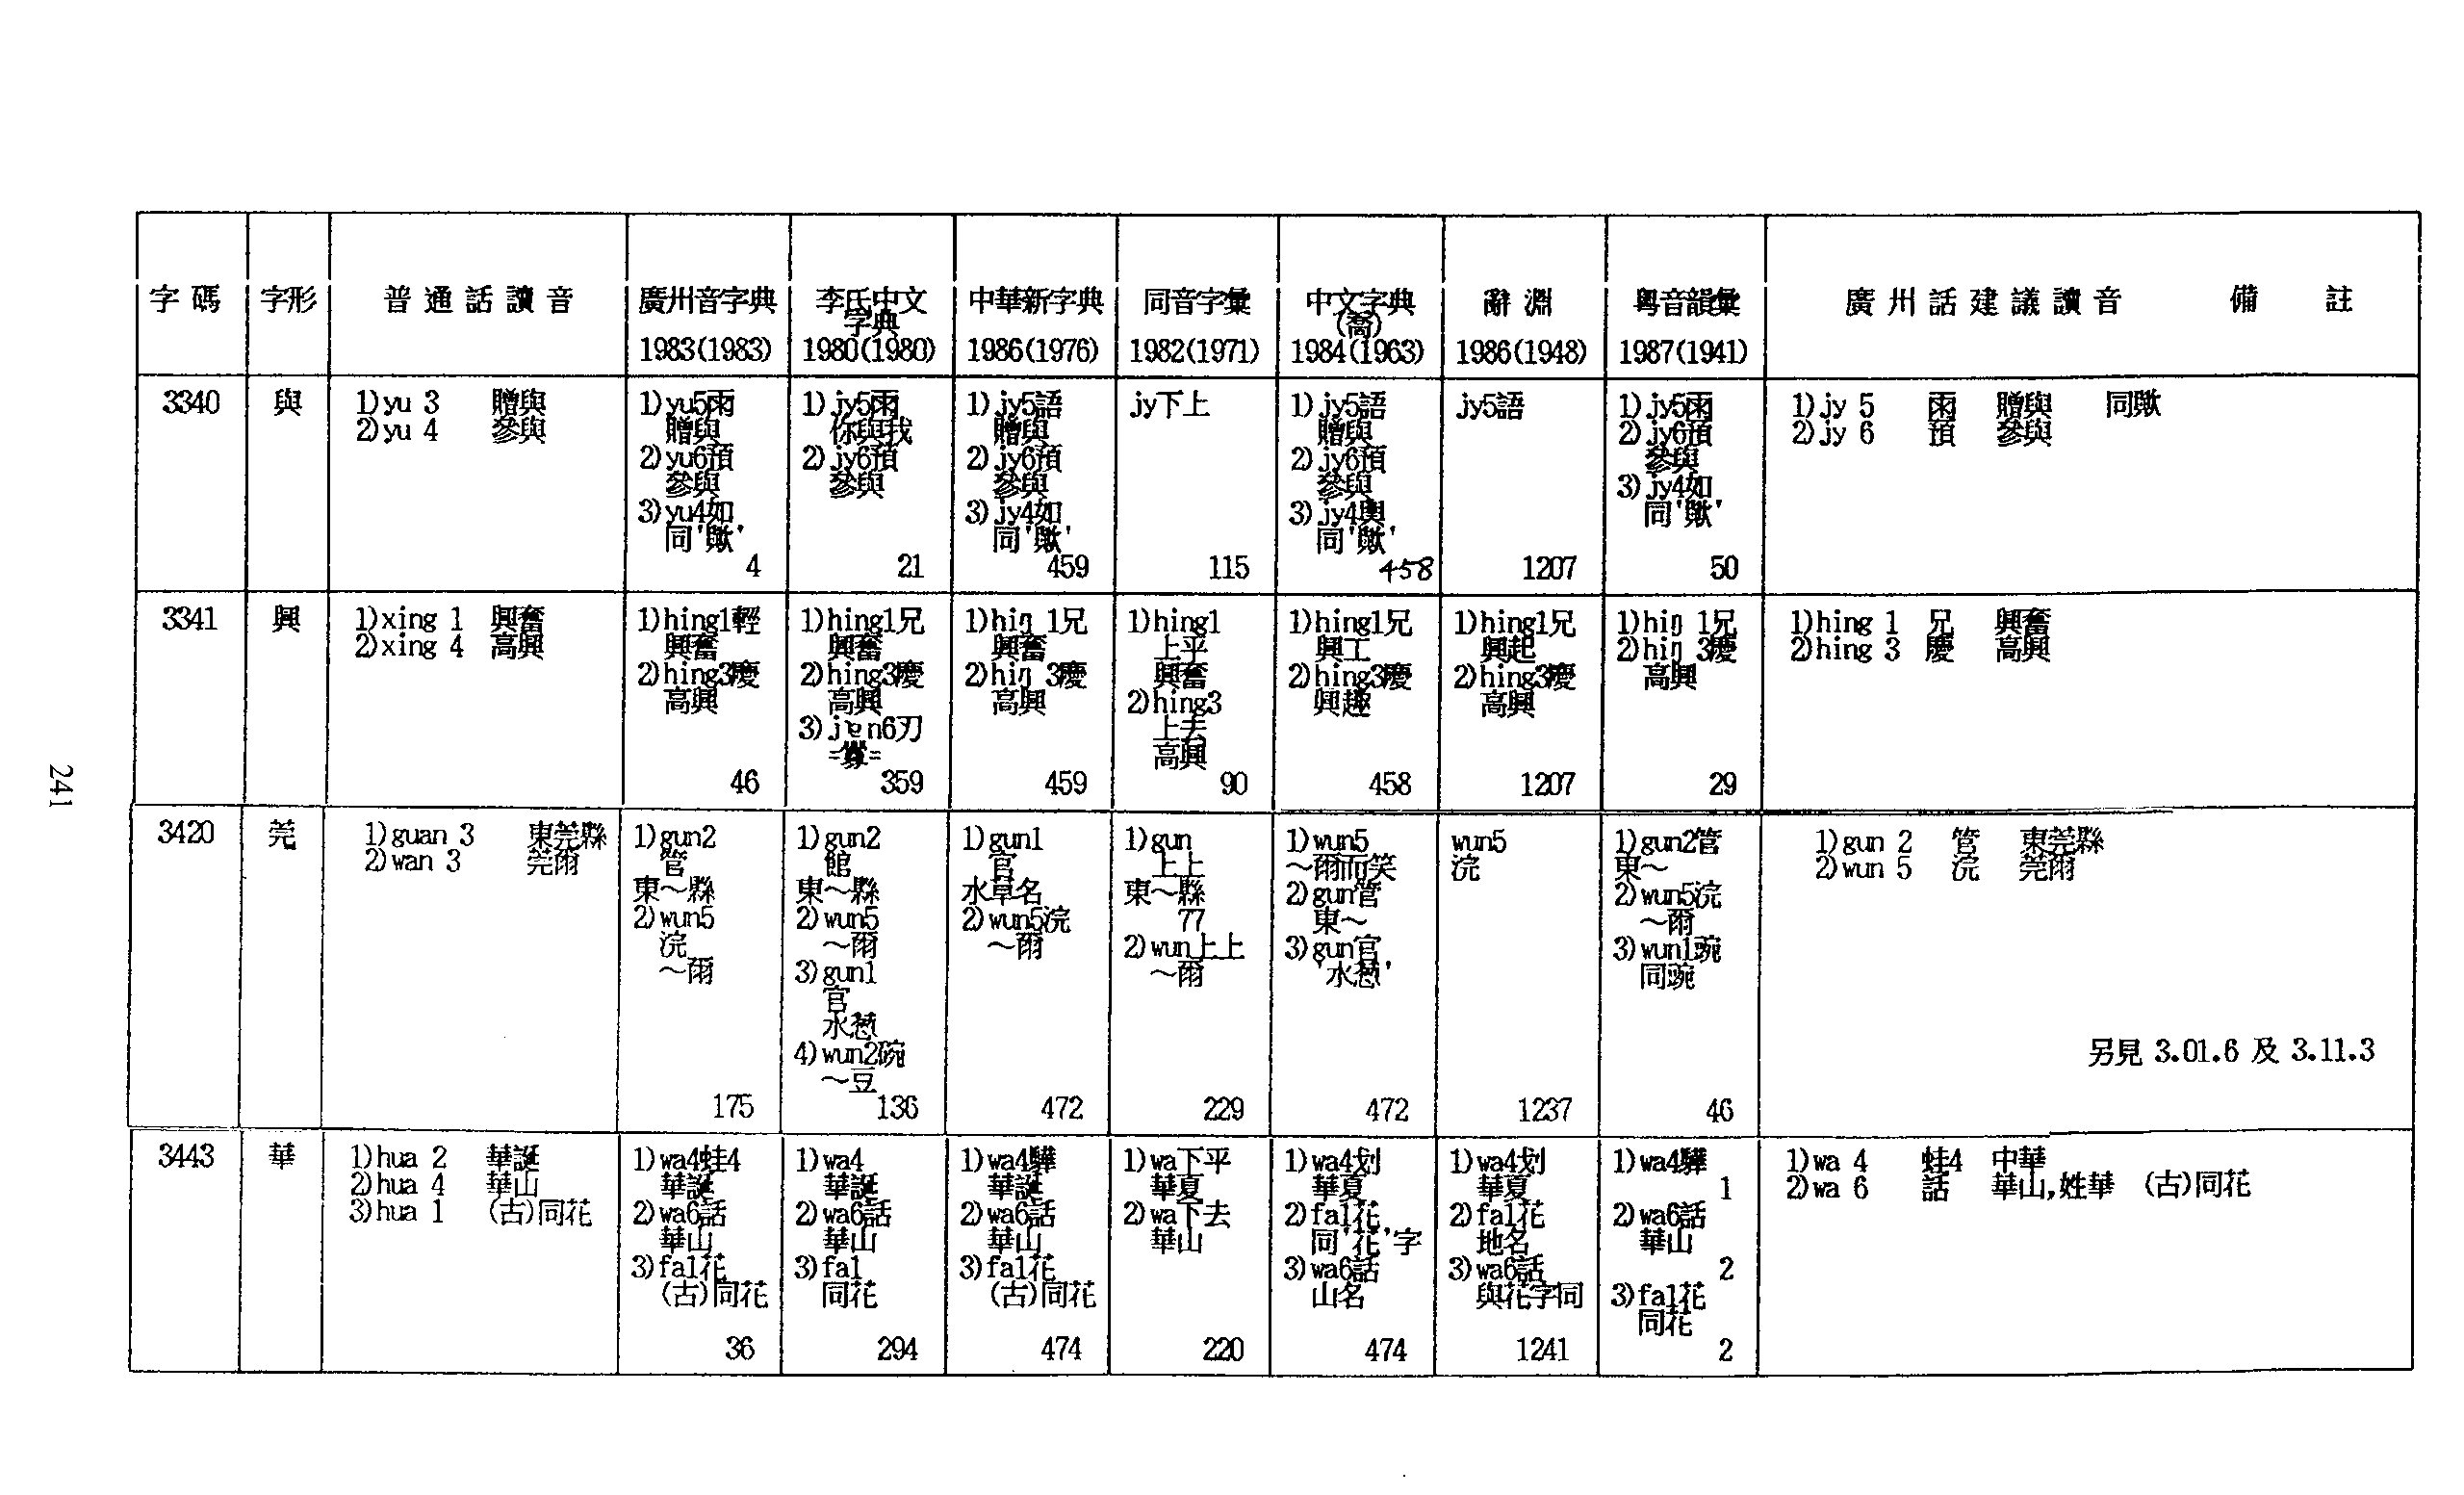 字碼 字形 普通話讀音 廣州音字典 李氏中文 中華新字典 同音字彙 中文字典 辭淵 粵音韻彙 廣州話建議讀音 備註
字典 (喬)
1983(1983) 1980(1980) 1986(1976) 1982(1971) 1984(1963) 1986(1948) 1987(1941)
3340
與
1)yu 3 贈與
2)yu 4 參與
1)yu5雨
贈與
2)yu6預
參與
3)yu4如
同'歟'
4
1)jy5雨
你與我
2)jy6預
參與
21
1)jy5語
贈與
2)jy6預
參與
3)jy4如
同'歟'
459
jy下上
115
1)jy5語
贈與
2)jy6預
參與
3)jy4輿
同'歟'
458
jy5語
1207
1)jy5雨
2)jy6預
參與
3)jy4如
同'歟'
50
1)jy 5 雨 贈與 同歟
2)jy 6 預 參與
3341
興
1)xing 1 興奮
2)xing 4 高興
1)hing1輕
興奮
2)hing3慶
高興
46
1)hing1兄
興奮
2)hing3慶
高興
3)jɐn6刃
359
1)hiŋ 1兄
興奮
2)hiŋ 3慶
高興
459
1)hing1
上平
興奮
2)hing3
上去
高興
90
1)hing1兄
興工
2)hing3慶
興趣
458
1)hing1兄
興起
2)hing3慶
高興
1207
1)hiŋ 1兄
2)hiŋ 3慶
高興
29
1)hing 1 兄 興奮
2)hing 3 慶 高興
3420
莞
1)guan 3 東莞縣
2)wan 3 莞爾
1)gun2
管
東～縣
2)wun5
浣
～爾
175
1)gun2
館
東～縣
2)wun5
～爾
3)gun1
官
水葱
4)wun2碗
～豆
136
1)gun1
官
水草名
2)wun5浣
～爾
472
1)gun
上上
東～縣
77
2)wun上上
～爾
229
1)wun5
～爾而笑
2)gun管
東～
3)gun官
'水葱'
472
wun5
浣
1237
1)gun2管
東～
2)wun5浣
～爾
3)wun1豌
同豌
46
1)gun 2 管 東莞縣
2)wun 5 浣 莞爾
另見 3.01.6 及 3.11.3
3443
華
1)hua 2 華誕
2)hua 4 華山
3)hua 1 (古)同花
1)wa4蛙4
華誕
2)wa6話
華山
3)fa1花
(古)同花
36
1)wa4
華誕
2)wa6話
華山
3)fa1
同花
294
1)wa4驊
華誕
2)wa6話
華山
3)fa1花
(古)同花
474
1)wa下平
華夏
2)wa下去
華山
220
1)wa4划
華夏
2)fa1花
同'花'字
3)wa6話
山名
474
1)wa4划
華夏
2)fa1花
地名
3)wa6話
與花字同
1241
1)wa4驊
1
2)wa6話
華山
2
3)fa1花
同花
2
1)wa 4 蛙4 中華
2)wa 6 話 華山,姓華 (古)同花
241